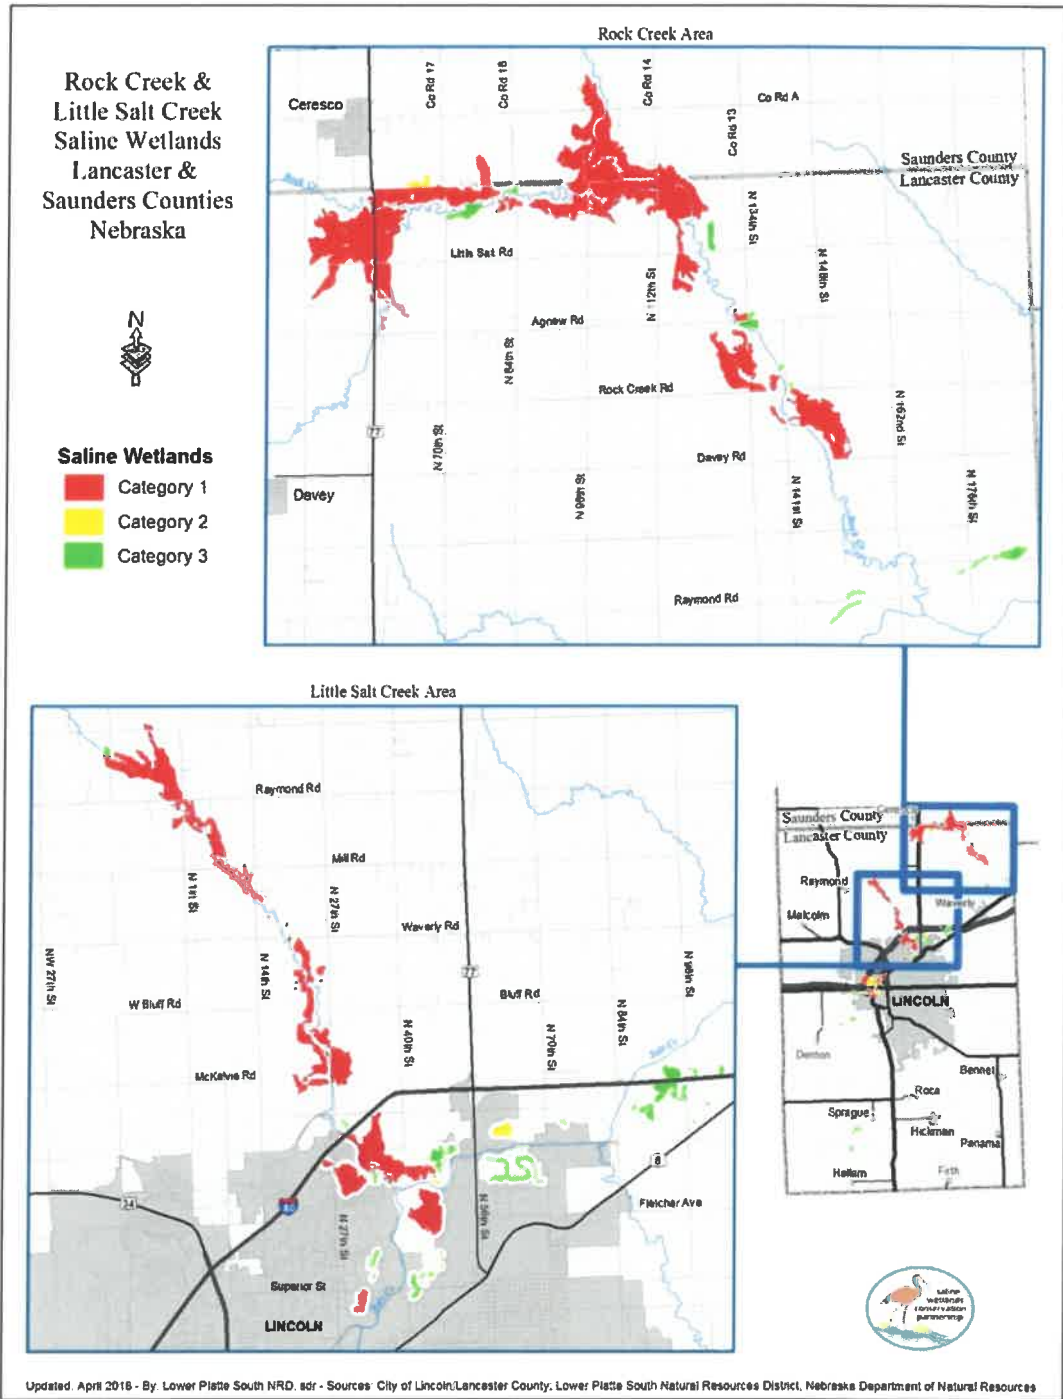 Rock Creek &
Little Salt Creek
Saline Wetlands
Lancaster &
Saunders Counties
Nebraska
N
Saline Wetlands
Category 1
Category 2
Category 3
Rock Creek Area
Ceresco
Co Rd 17
Co Rd 16
Co Rd 14
Co Rd A
Co Rd 13
Saunders County
Lancaster County
N 134th St
N 148th St
Little Salt Rd
N 112th St
Agnew Rd
N 84th St
Rock Creek Rd
N 162nd St
77
N 70th St
Davey Rd
Davey
N 98th St
N 141st St
N 176th St
Raymond Rd
Little Salt Creek Area
Raymond Rd
Mill Rd
N 1st St
N 27th St
Waverly Rd
NW 27th St
N 14th St
77
N 98th St
W Bluff Rd
Bluff Rd
N 84th St
N 40th St
N 70th St
McKelvie Rd
6
34
80
N 27th St
N 56th St
Fletcher Ave
Superior St
LINCOLN
Saunders County
Lancaster County
Raymond
Malcolm
Waverly
LINCOLN
Denton
Bennet
Roca
Sprague
Hickman
Panama
Hallam
Firth
saline
wetlands
conservation
partnership
Updated. April 2016 - By. Lower Platte South NRD. sdr - Sources: City of Lincoln/Lancaster County; Lower Platte South Natural Resources District, Nebraska Department of Natural Resources